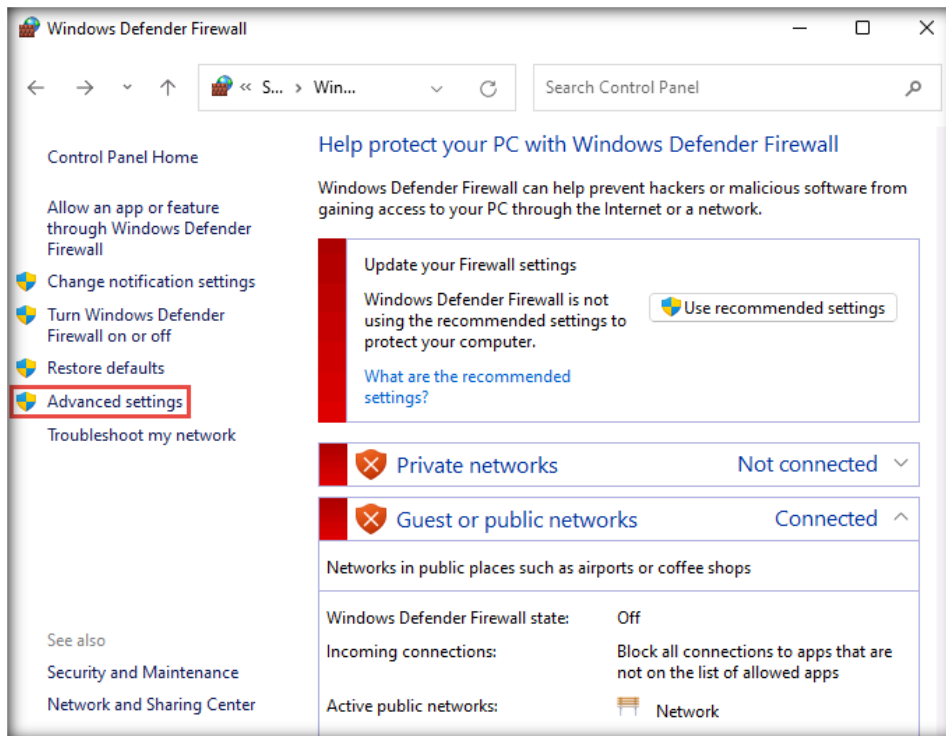 Windows Defender Firewall
« S... › Win...
Search Control Panel
Control Panel Home
Allow an app or feature
through Windows Defender
Firewall
Change notification settings
Turn Windows Defender
Firewall on or off
Restore defaults
Advanced settings
Troubleshoot my network
See also
Security and Maintenance
Network and Sharing Center
Help protect your PC with Windows Defender Firewall
Windows Defender Firewall can help prevent hackers or malicious software from
gaining access to your PC through the Internet or a network.
Update your Firewall settings
Windows Defender Firewall is not
using the recommended settings to
protect your computer.
Use recommended settings
What are the recommended
settings?
Private networks Not connected
Guest or public networks Connected
Networks in public places such as airports or coffee shops
Windows Defender Firewall state: Off
Incoming connections: Block all connections to apps that are
not on the list of allowed apps
Active public networks: Network